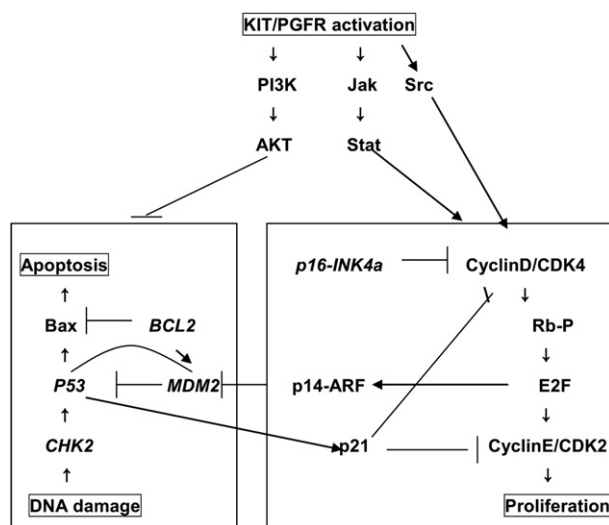 KIT/PGFR activation
PI3K Jak Src
AKT Stat
p16-INK4a CyclinD/CDK4
Apoptosis
Bax BCL2 Rb-P
P53 MDM2 p14-ARF E2F
CHK2 p21 CyclinE/CDK2
DNA damage Proliferation